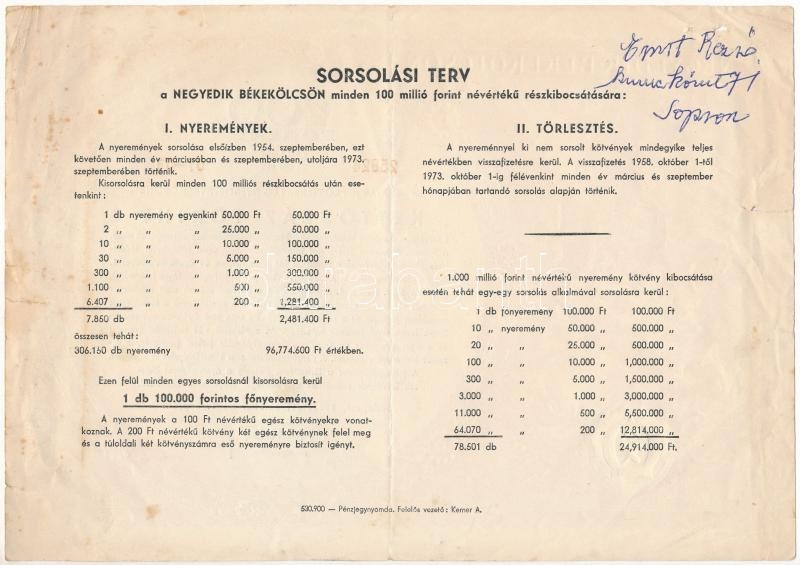 Ernst Rezső
kuruc körut 71
Sopron
SORSOLÁSI TERV
a NEGYEDIK BÉKEKÖLCSÖN minden 100 millió forint névértékű részkibocsátására:
I. NYEREMÉNYEK.
A nyeremények sorsolása elsőízben 1954. szeptemberében, ezt
követően minden év márciusában és szeptemberében, utoljára 1973.
szeptemberében történik.
Kisorsolásra kerül minden 100 milliós részkibocsátás után ese-
tenkint:
1 db nyeremény egyenkint 50.000 Ft 50.000 Ft
2 „ „ „ 25.000 „ 50.000 „
10 „ „ „ 10.000 „ 100.000 „
30 „ „ „ 5.000 „ 150.000 „
300 „ „ „ 1.000 „ 300.000 „
1.100 „ „ „ 500 „ 550.000 „
6.407 „ „ „ 200 „ 1,281.400 „
7.850 db 2,481.400 Ft
összesen tehát:
306.150 db nyeremény 96,774.600 Ft értékben.
Ezen felül minden egyes sorsolásnál kisorsolásra kerül
1 db 100.000 forintos főnyeremény.
A nyeremények a 100 Ft névértékű egész kötvényekre vonat-
koznak. A 200 Ft névértékű kötvény két egész kötvénynek felel meg
és a túloldali két kötvényszámra eső nyereményre biztosít igényt.
II. TÖRLESZTÉS.
A nyereménnyel ki nem sorsolt kötvények mindegyike teljes
névértékben visszafizetésre kerül. A visszafizetés 1958. október 1-től
1973. október 1-ig félévenkint minden év március és szeptember
hónapjában tartandó sorsolás alapján történik.
1.000 millió forint névértékű nyeremény kötvény kibocsátása
esetén tehát egy-egy sorsolás alkalmával sorsolásra kerül:
1 db főnyeremény 100.000 Ft 100.000 Ft
10 „ nyeremény 50.000 „ 500.000 „
20 „ „ 25.000 „ 500.000 „
100 „ „ 10.000 „ 1,000.000 „
300 „ „ 5.000 „ 1,500.000 „
3.000 „ „ 1.000 „ 3,000.000 „
11.000 „ „ 500 „ 5,500.000 „
64.070 „ „ 200 „ 12,814.000 „
78.501 db 24,914.000 Ft.
530.900 — Pénzjegynyomda. Felelős vezető: Kemer A.
darabanth